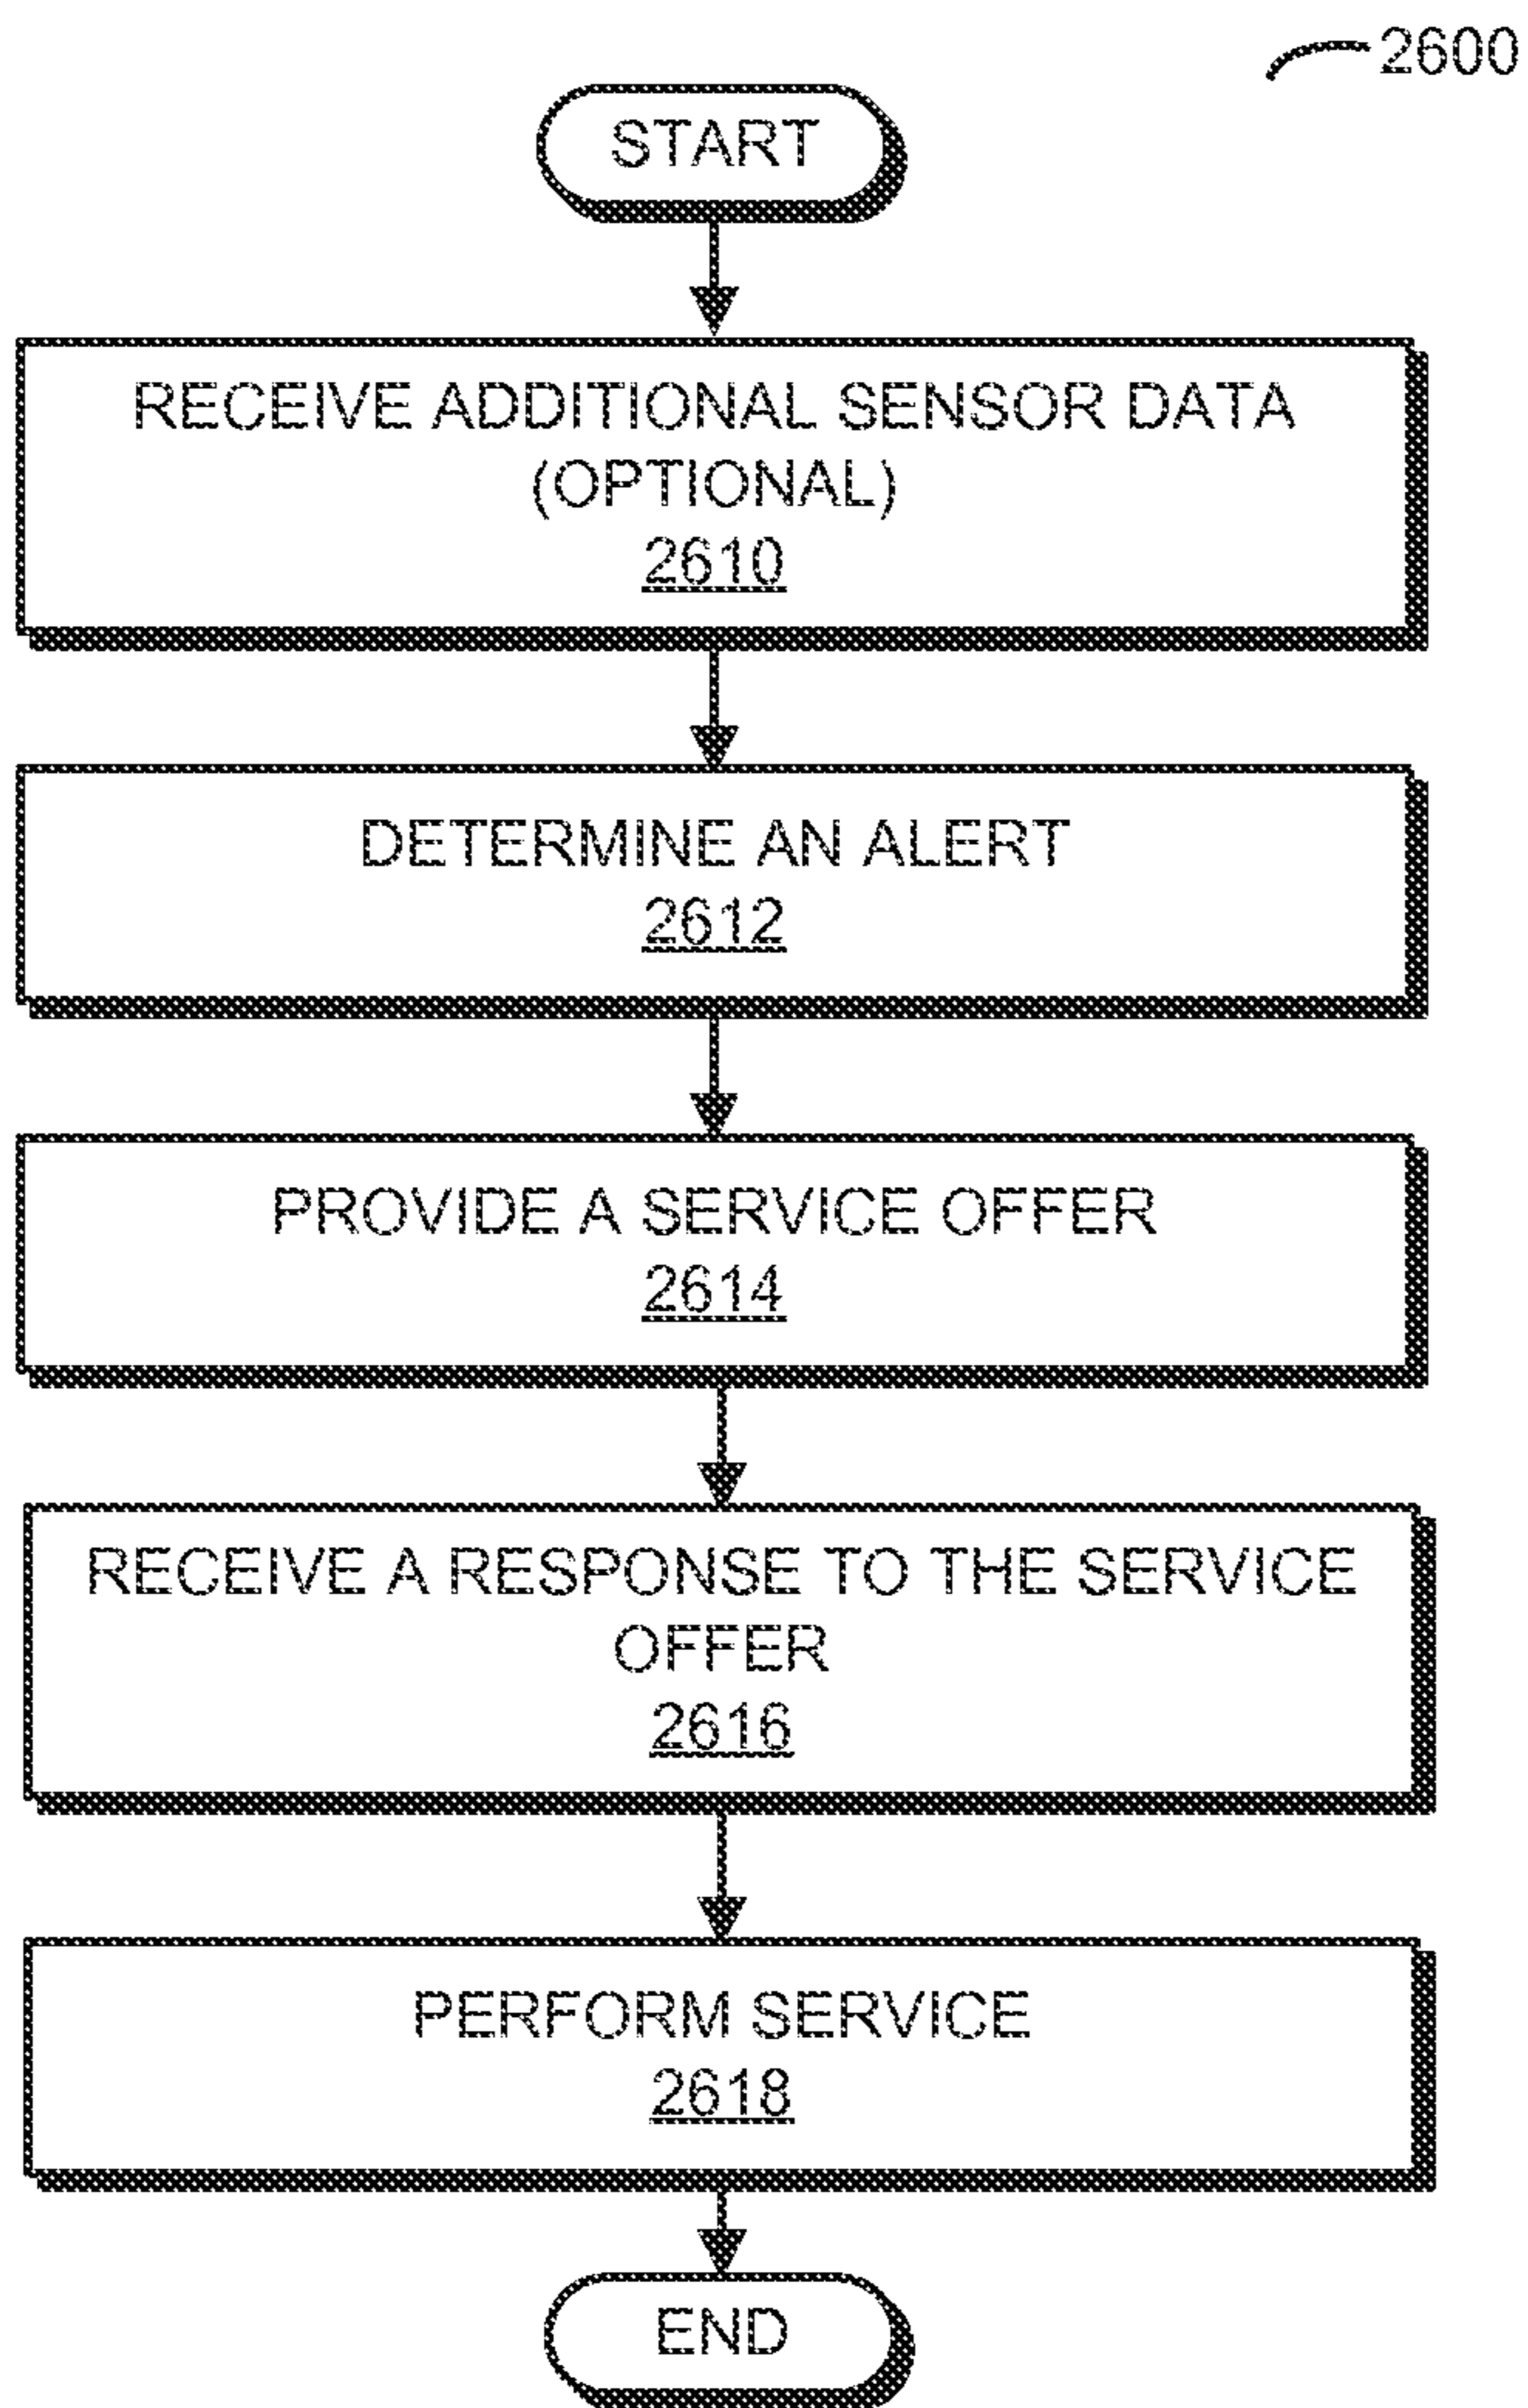 2600
START
RECEIVE ADDITIONAL SENSOR DATA
(OPTIONAL)
2610
DETERMINE AN ALERT
2612
PROVIDE A SERVICE OFFER
2614
RECEIVE A RESPONSE TO THE SERVICE
OFFER
2616
PERFORM SERVICE
2618
END